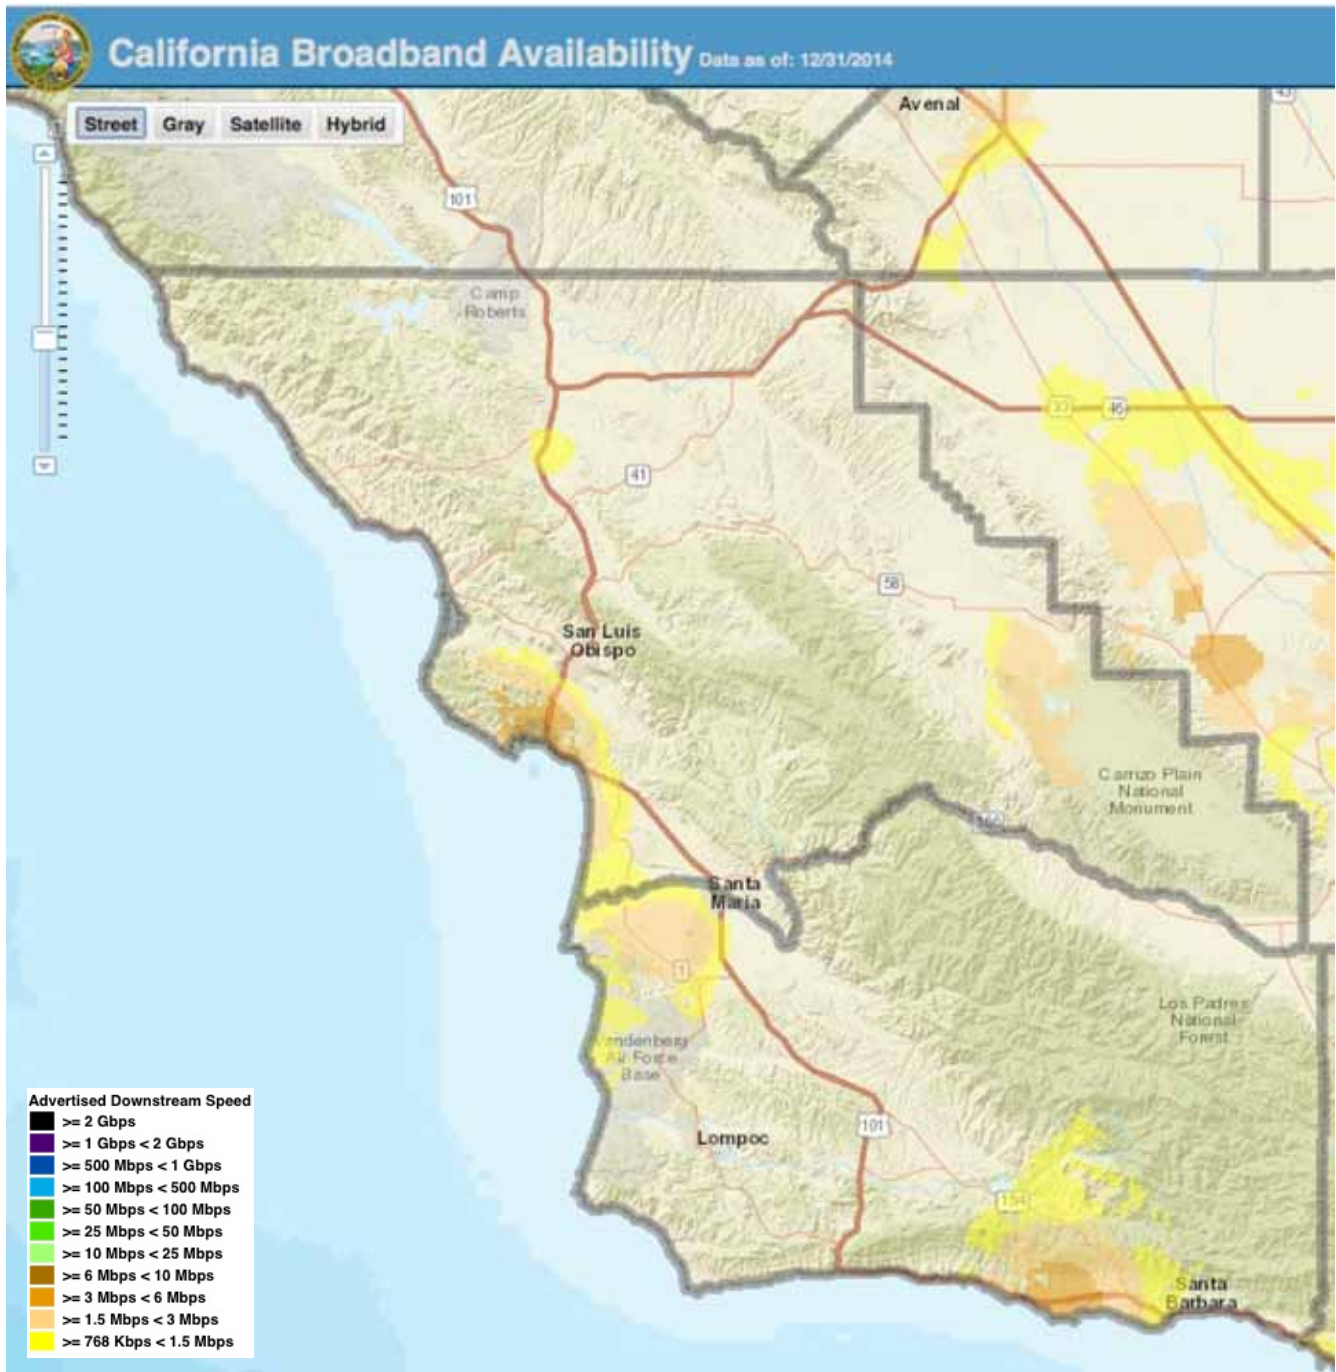 California Broadband Availability Data as of: 12/31/2014
Street Gray Satellite Hybrid
Avenal
43
101
Camp
Roberts
33
46
41
58
San Luis
Obispo
Carrizo Plain
National
Monument
166
Santa
Maria
1
Los Padres
National
Forest
Vandenberg
Air Force
Base
Lompoc
101
154
Santa
Barbara
Advertised Downstream Speed
>= 2 Gbps
>= 1 Gbps < 2 Gbps
>= 500 Mbps < 1 Gbps
>= 100 Mbps < 500 Mbps
>= 50 Mbps < 100 Mbps
>= 25 Mbps < 50 Mbps
>= 10 Mbps < 25 Mbps
>= 6 Mbps < 10 Mbps
>= 3 Mbps < 6 Mbps
>= 1.5 Mbps < 3 Mbps
>= 768 Kbps < 1.5 Mbps